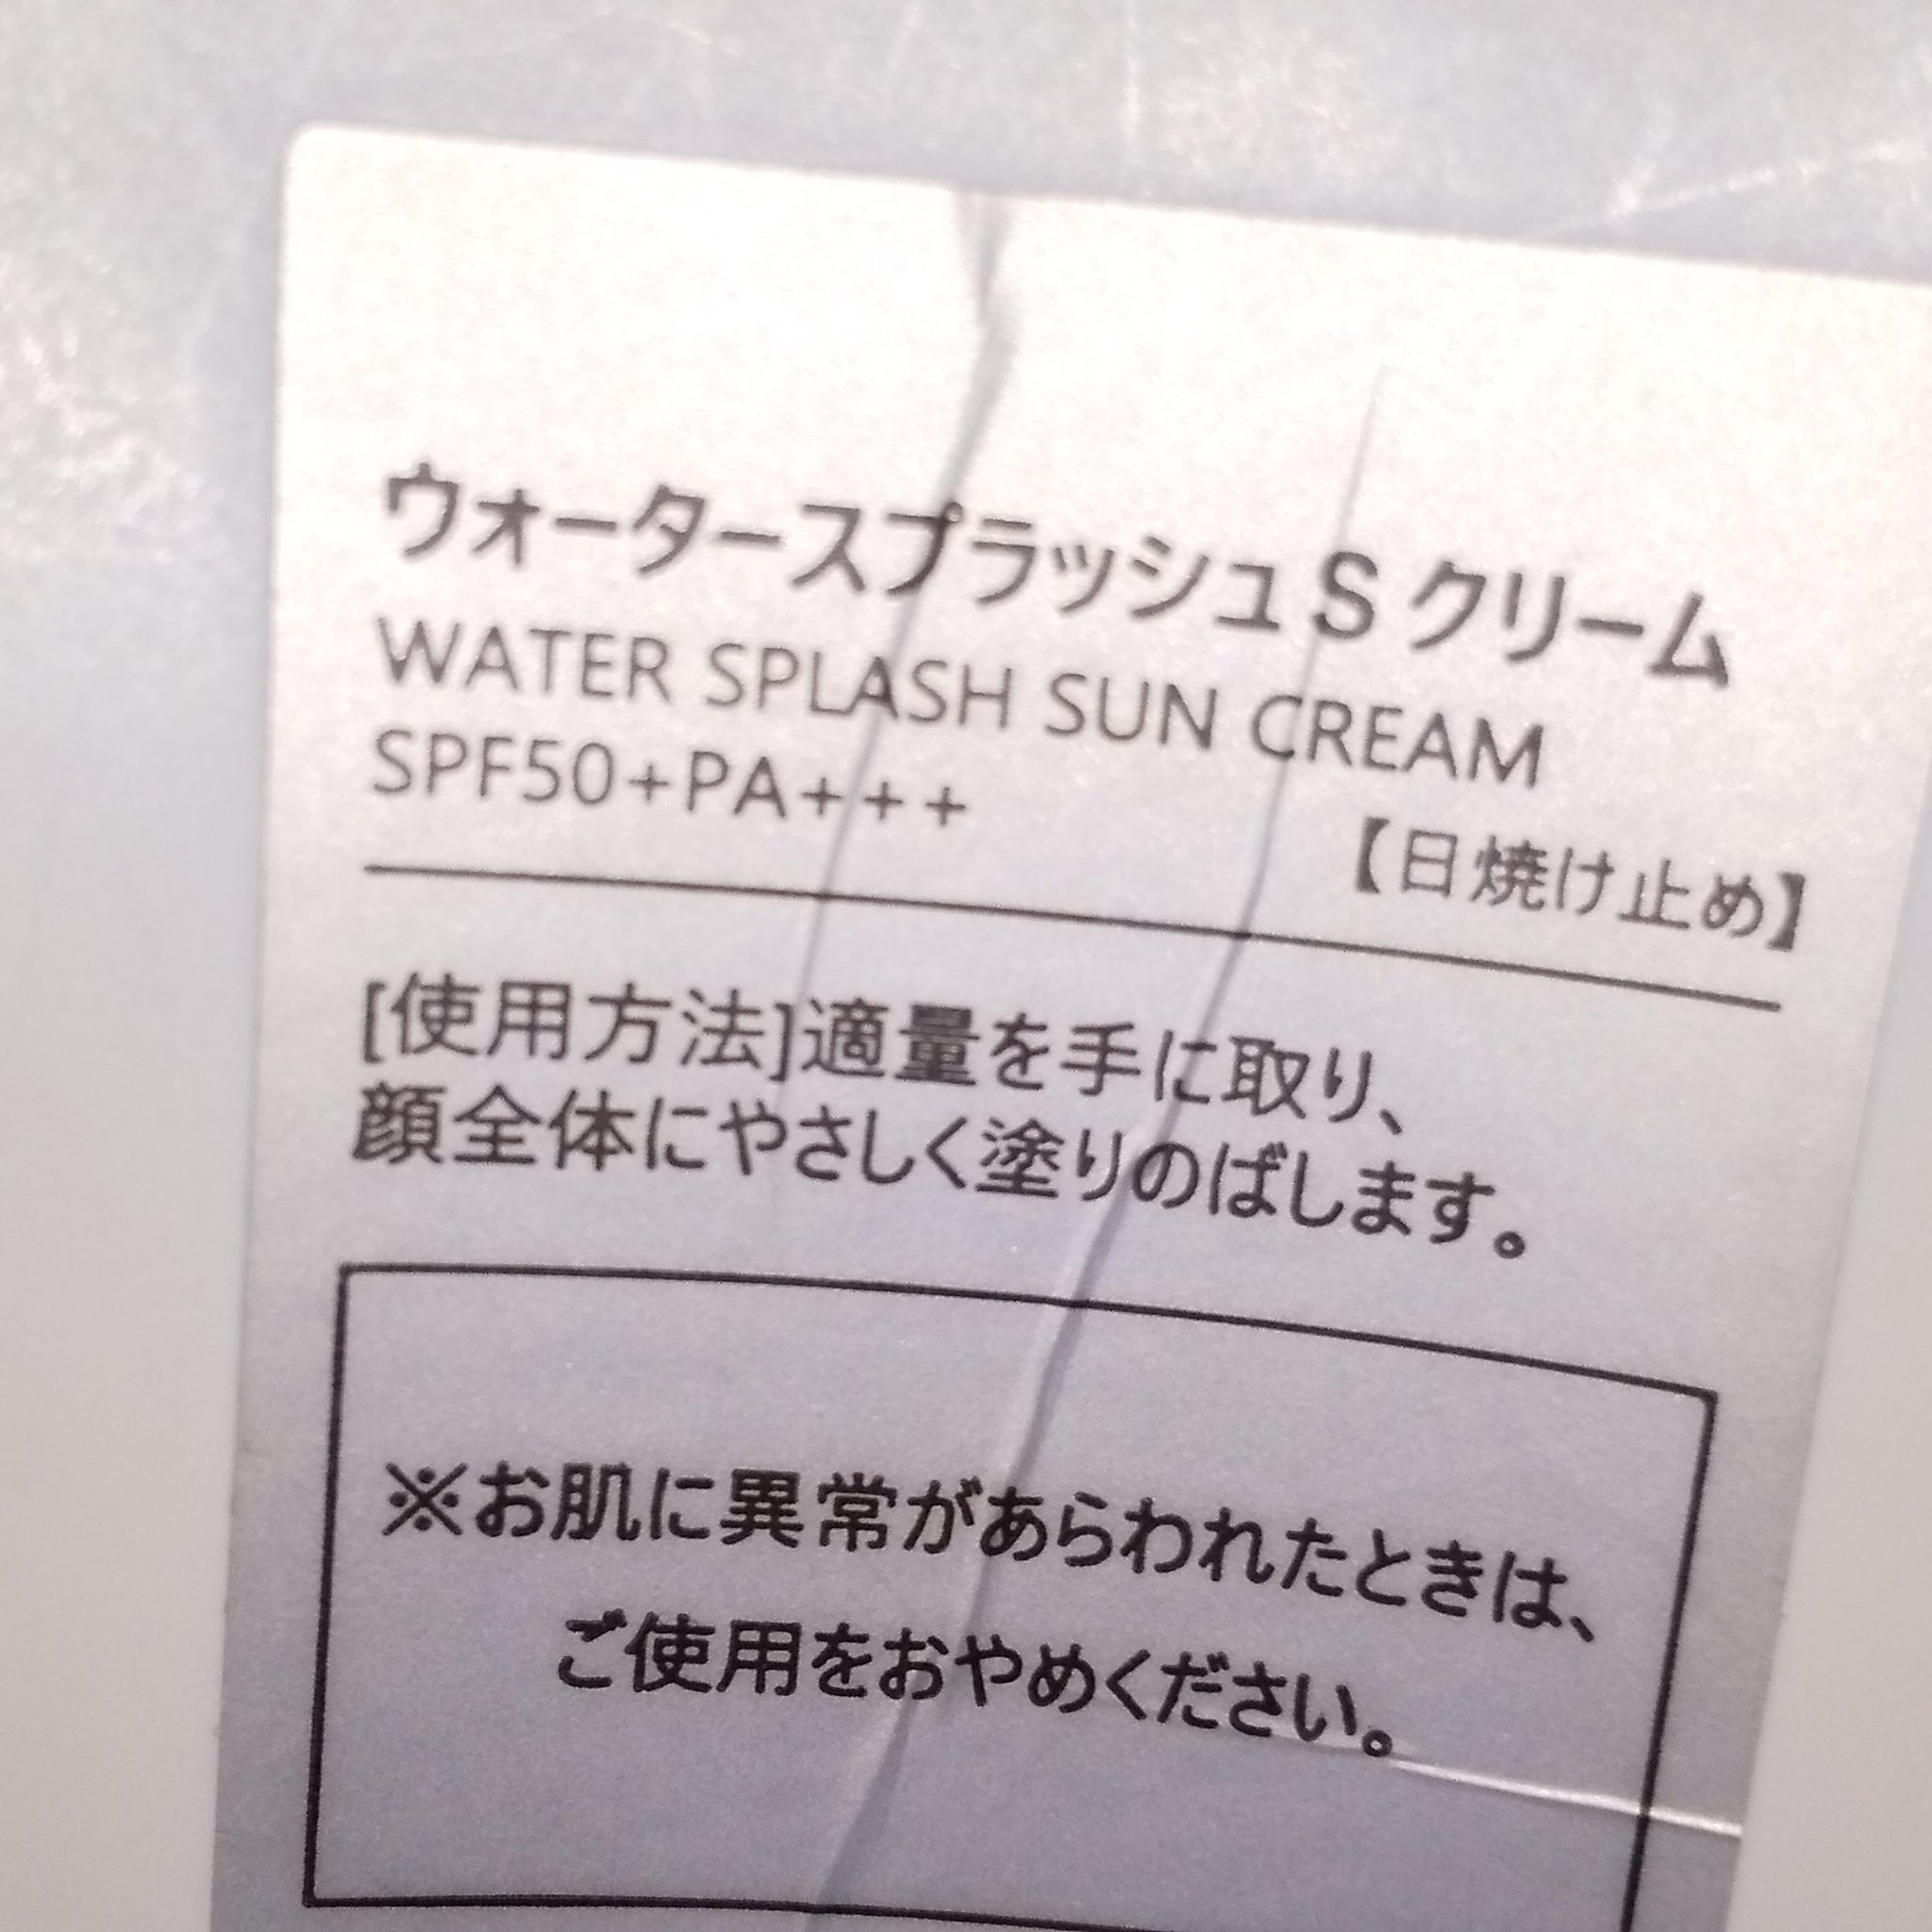 ウォータースプラッシュ S クリーム
WATER SPLASH SUN CREAM
SPF50+PA+++
【日焼け止め】
[使用方法]適量を手に取り、
顔全体にやさしく塗りのばします。
※お肌に異常があらわれたときは、
ご使用をおやめください。